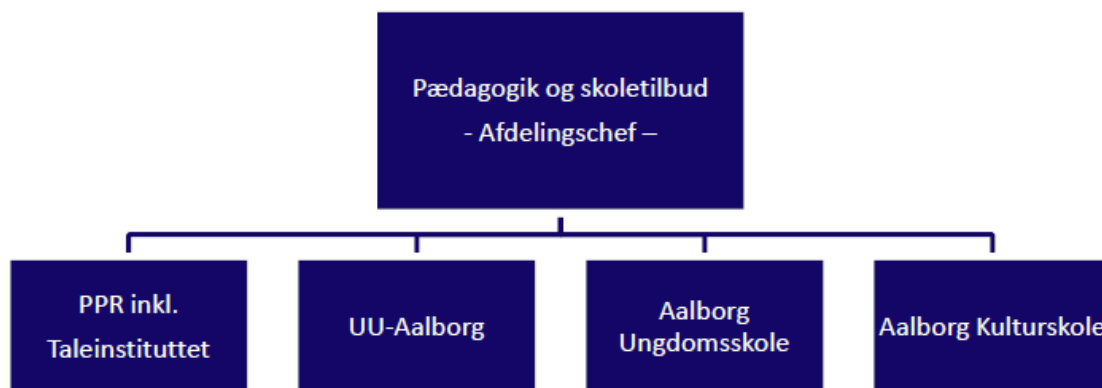 Pædagogik og skoletilbud
- Afdelingschef –
PPR inkl.
Taleinstituttet
UU-Aalborg
Aalborg
Ungdomsskole
Aalborg Kulturskole